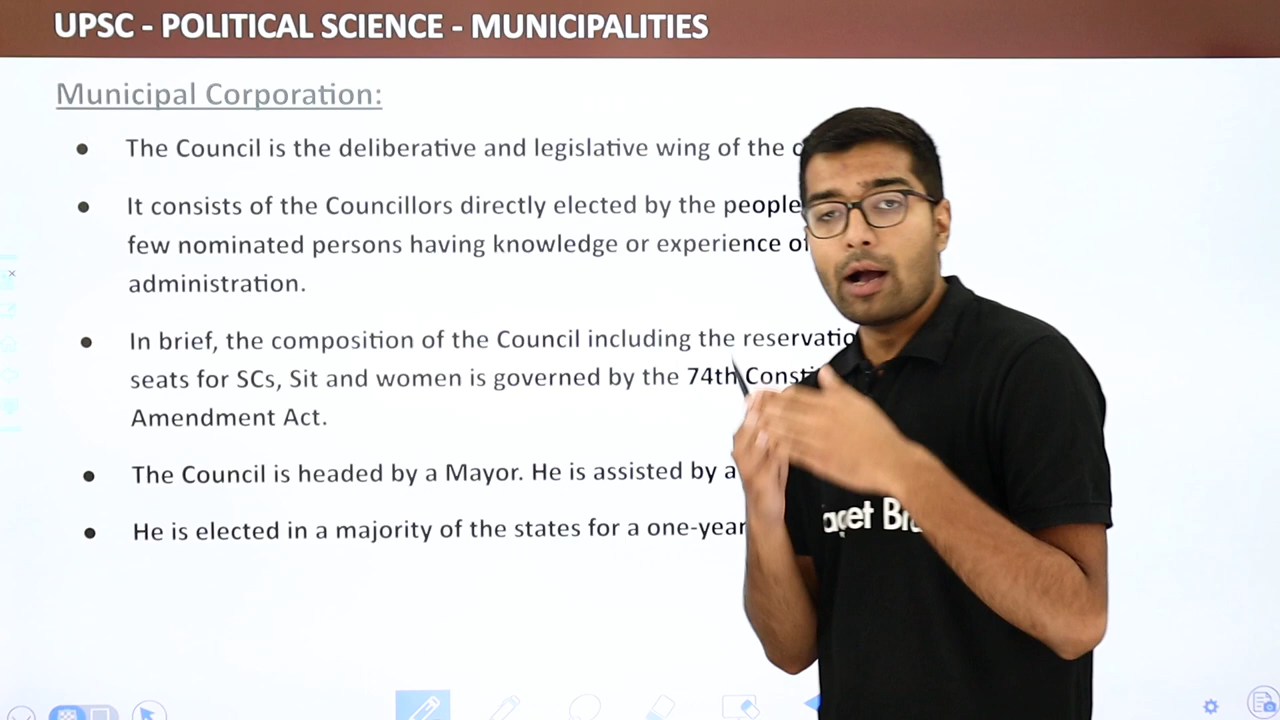 UPSC - POLITICAL SCIENCE - MUNICIPALITIES
Municipal Corporation:
● The Council is the deliberative and legislative wing of the
● It consists of the Councillors directly elected by the people
few nominated persons having knowledge or experience of
administration.
● In brief, the composition of the Council including the
seats for SCs, Sit and women is governed by the 74th
Amendment Act.
● The Council is headed by a Mayor. He is assisted by a
● He is elected in a majority of the states for a one-year